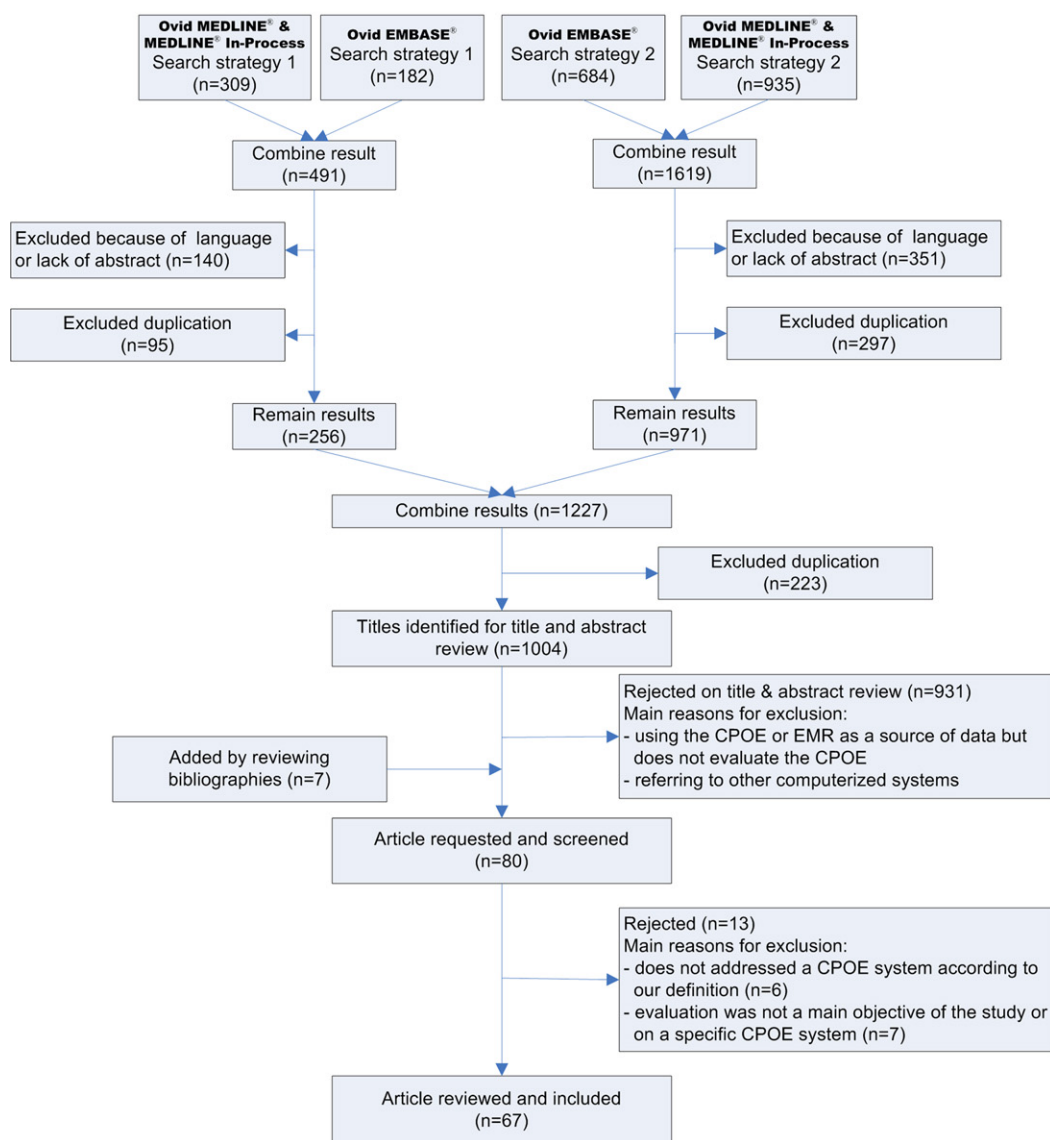 Ovid MEDLINE® &
MEDLINE® In-Process
Search strategy 1
(n=309)
Ovid EMBASE®
Search strategy 1
(n=182)
Ovid EMBASE®
Search strategy 2
(n=684)
Ovid MEDLINE® &
MEDLINE® In-Process
Search strategy 2
(n=935)
Combine result
(n=491)
Combine result
(n=1619)
Excluded because of language
or lack of abstract (n=140)
Excluded because of language
or lack of abstract (n=351)
Excluded duplication
(n=95)
Excluded duplication
(n=297)
Remain results
(n=256)
Remain results
(n=971)
Combine results (n=1227)
Excluded duplication
(n=223)
Titles identified for title and abstract
review (n=1004)
Rejected on title & abstract review (n=931)
Main reasons for exclusion:
- using the CPOE or EMR as a source of data but
does not evaluate the CPOE
- referring to other computerized systems
Added by reviewing
bibliographies (n=7)
Article requested and screened
(n=80)
Rejected (n=13)
Main reasons for exclusion:
- does not addressed a CPOE system according to
our definition (n=6)
- evaluation was not a main objective of the study or
on a specific CPOE system (n=7)
Article reviewed and included
(n=67)